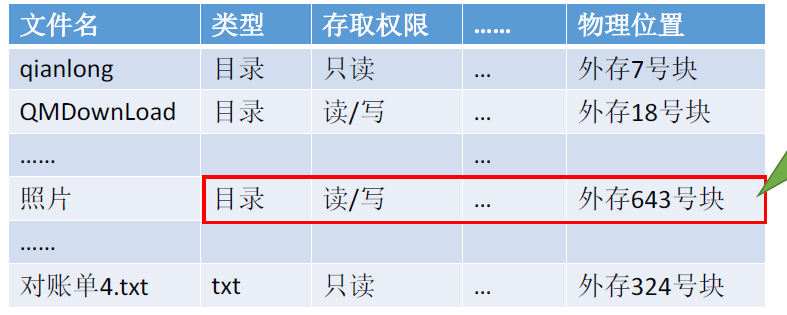 文件名 类型 存取权限 …… 物理位置
qianlong 目录 只读 … 外存7号块
QMDownLoad 目录 读/写 … 外存18号块
…… …
照片 目录 读/写 … 外存643号块
……
对账单4.txt txt 只读 … 外存324号块